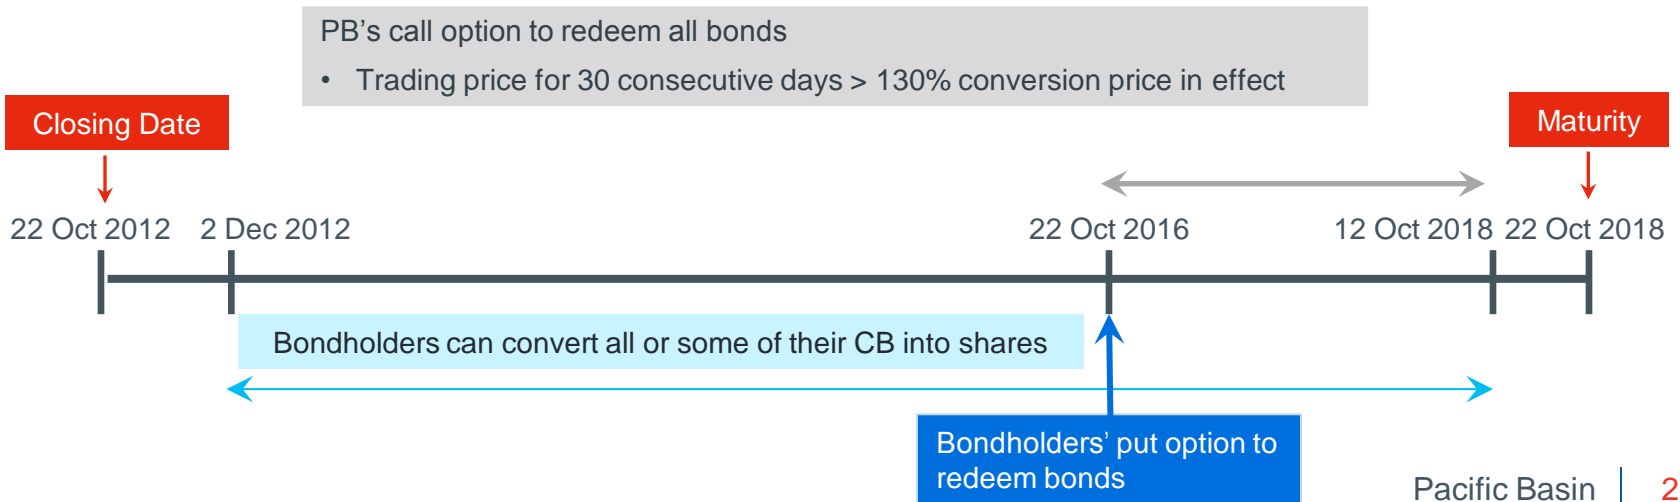 PB’s call option to redeem all bonds
• Trading price for 30 consecutive days > 130% conversion price in effect
Closing Date
Maturity
22 Oct 2012
2 Dec 2012
22 Oct 2016
12 Oct 2018
22 Oct 2018
Bondholders can convert all or some of their CB into shares
Bondholders’ put option to
redeem bonds
Pacific Basin
2